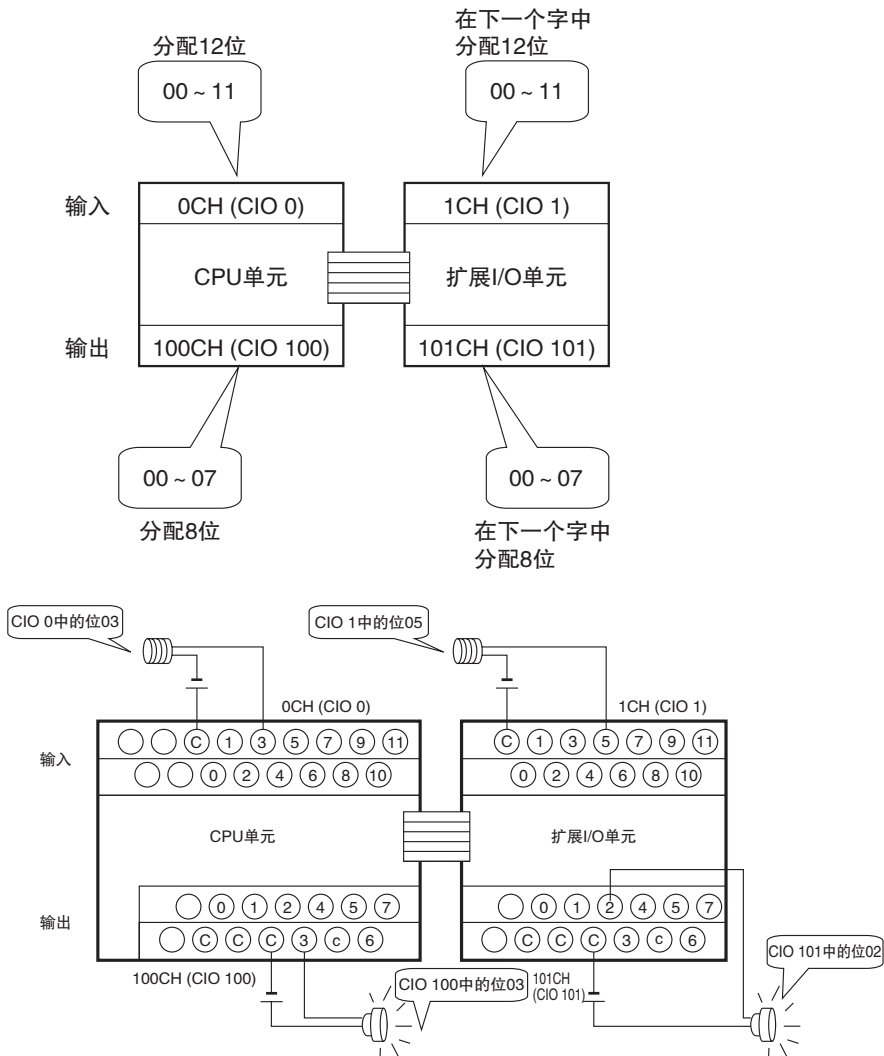 分配12位
在下一个字中
分配12位
00 ~ 11
00 ~ 11
输入
0CH (CIO 0)
1CH (CIO 1)
CPU单元
扩展I/O单元
输出
100CH (CIO 100)
101CH (CIO 101)
00 ~ 07
00 ~ 07
分配8位
在下一个字中
分配8位
CIO 0中的位03
CIO 1中的位05
0CH (CIO 0)
1CH (CIO 1)
输入
C 1 3 5 7 9 11
C 1 3 5 7 9 11
0 2 4 6 8 10
0 2 4 6 8 10
CPU单元
扩展I/O单元
输出
0 1 2 4 5 7
0 1 2 4 5 7
C C C 3 c 6
C C C 3 c 6
100CH (CIO 100)
CIO 100中的位03
101CH
(CIO 101)
CIO 101中的位02